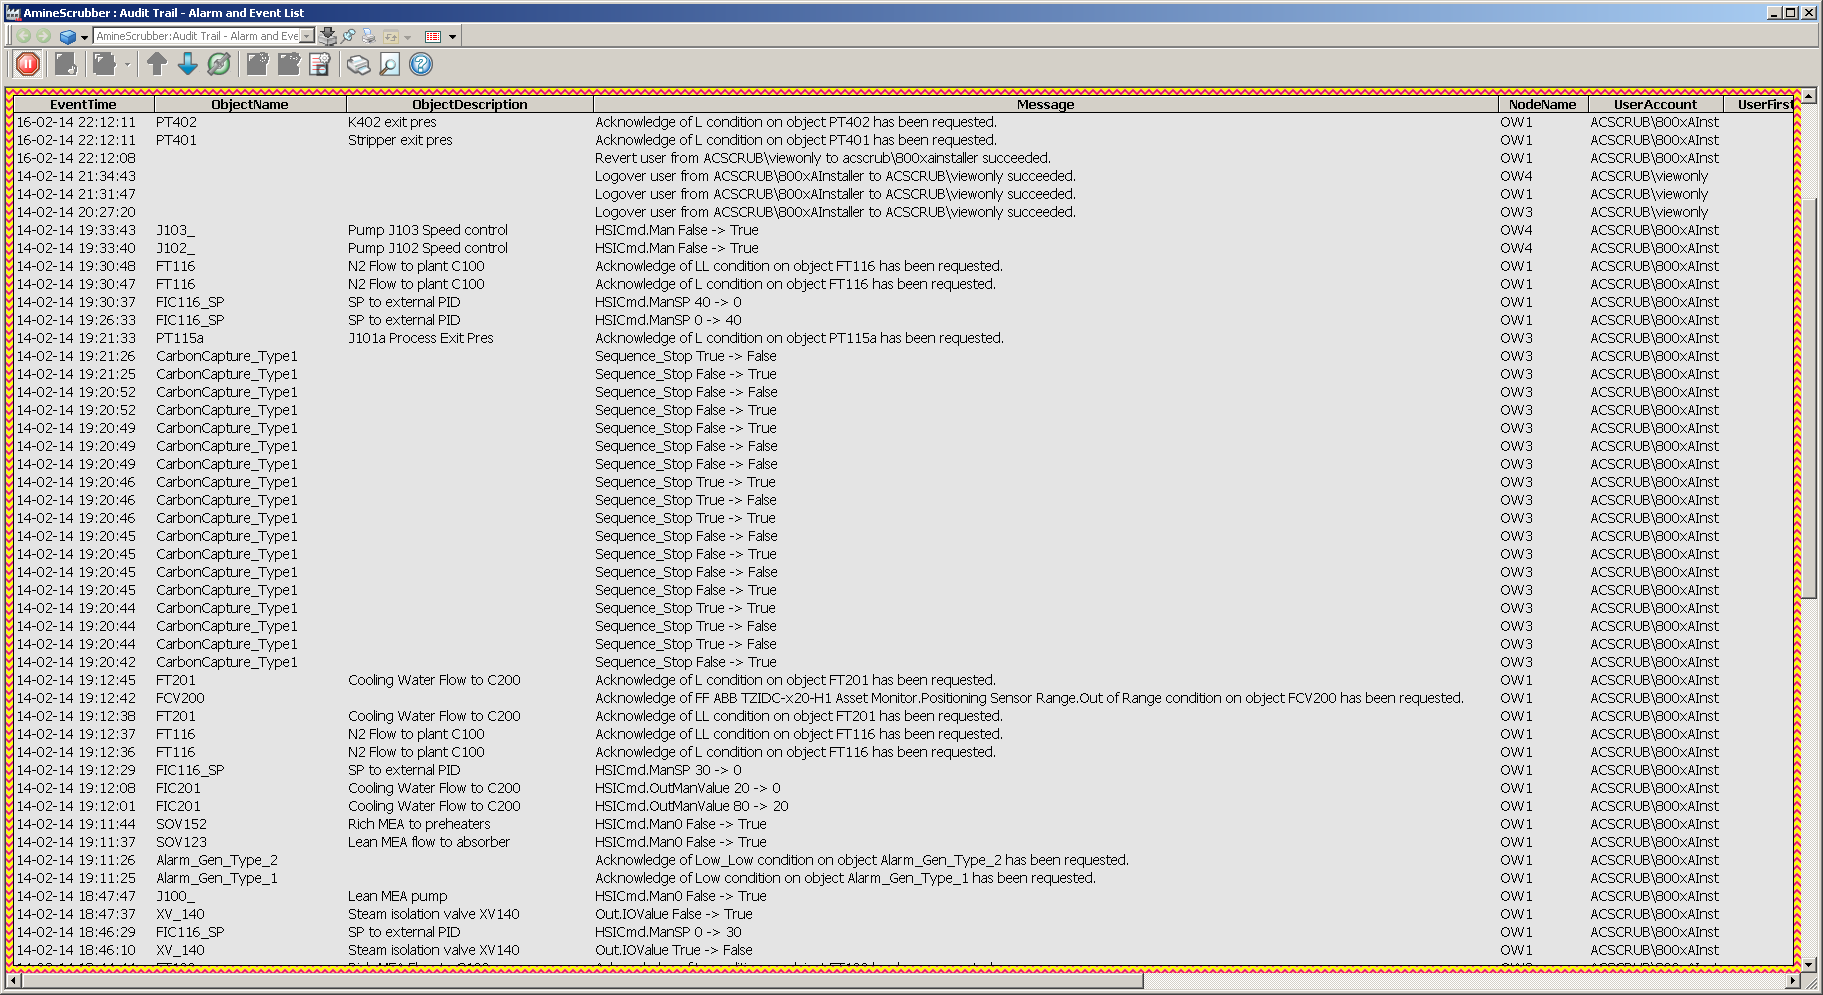 AmineScrubber : Audit Trail - Alarm and Event List
AmineScrubber:Audit Trail - Alarm and Eve
EventTime ObjectName ObjectDescription Message NodeName UserAccount UserFirst
16-02-14 22:12:11 PT402 K402 exit pres Acknowledge of L condition on object PT402 has been requested. OW1 ACSCRUB\800xAInst
16-02-14 22:12:11 PT401 Stripper exit pres Acknowledge of L condition on object PT401 has been requested. OW1 ACSCRUB\800xAInst
16-02-14 22:12:08 Revert user from ACSCRUB\viewonly to acscrub\800xainstaller succeeded. OW1 ACSCRUB\800xAInst
14-02-14 21:34:43 Logover user from ACSCRUB\800xAInstaller to ACSCRUB\viewonly succeeded. OW4 ACSCRUB\viewonly
14-02-14 21:31:47 Logover user from ACSCRUB\800xAInstaller to ACSCRUB\viewonly succeeded. OW1 ACSCRUB\viewonly
14-02-14 20:27:20 Logover user from ACSCRUB\800xAInstaller to ACSCRUB\viewonly succeeded. OW3 ACSCRUB\viewonly
14-02-14 19:33:43 J103_ Pump J103 Speed control HSICmd.Man False -> True OW4 ACSCRUB\800xAInst
14-02-14 19:33:40 J102_ Pump J102 Speed control HSICmd.Man False -> True OW4 ACSCRUB\800xAInst
14-02-14 19:30:48 FT116 N2 Flow to plant C100 Acknowledge of LL condition on object FT116 has been requested. OW1 ACSCRUB\800xAInst
14-02-14 19:30:47 FT116 N2 Flow to plant C100 Acknowledge of L condition on object FT116 has been requested. OW1 ACSCRUB\800xAInst
14-02-14 19:30:37 FIC116_SP SP to external PID HSICmd.ManSP 40 -> 0 OW1 ACSCRUB\800xAInst
14-02-14 19:26:33 FIC116_SP SP to external PID HSICmd.ManSP 0 -> 40 OW1 ACSCRUB\800xAInst
14-02-14 19:21:33 PT115a J101a Process Exit Pres Acknowledge of L condition on object PT115a has been requested. OW3 ACSCRUB\800xAInst
14-02-14 19:21:26 CarbonCapture_Type1 Sequence_Stop True -> False OW3 ACSCRUB\800xAInst
14-02-14 19:21:25 CarbonCapture_Type1 Sequence_Stop False -> True OW3 ACSCRUB\800xAInst
14-02-14 19:20:52 CarbonCapture_Type1 Sequence_Stop False -> False OW3 ACSCRUB\800xAInst
14-02-14 19:20:52 CarbonCapture_Type1 Sequence_Stop False -> True OW3 ACSCRUB\800xAInst
14-02-14 19:20:49 CarbonCapture_Type1 Sequence_Stop False -> True OW3 ACSCRUB\800xAInst
14-02-14 19:20:49 CarbonCapture_Type1 Sequence_Stop False -> False OW3 ACSCRUB\800xAInst
14-02-14 19:20:49 CarbonCapture_Type1 Sequence_Stop False -> False OW3 ACSCRUB\800xAInst
14-02-14 19:20:46 CarbonCapture_Type1 Sequence_Stop True -> True OW3 ACSCRUB\800xAInst
14-02-14 19:20:46 CarbonCapture_Type1 Sequence_Stop True -> False OW3 ACSCRUB\800xAInst
14-02-14 19:20:46 CarbonCapture_Type1 Sequence_Stop True -> True OW3 ACSCRUB\800xAInst
14-02-14 19:20:45 CarbonCapture_Type1 Sequence_Stop False -> False OW3 ACSCRUB\800xAInst
14-02-14 19:20:45 CarbonCapture_Type1 Sequence_Stop False -> True OW3 ACSCRUB\800xAInst
14-02-14 19:20:45 CarbonCapture_Type1 Sequence_Stop False -> False OW3 ACSCRUB\800xAInst
14-02-14 19:20:45 CarbonCapture_Type1 Sequence_Stop False -> True OW3 ACSCRUB\800xAInst
14-02-14 19:20:44 CarbonCapture_Type1 Sequence_Stop True -> True OW3 ACSCRUB\800xAInst
14-02-14 19:20:44 CarbonCapture_Type1 Sequence_Stop True -> False OW3 ACSCRUB\800xAInst
14-02-14 19:20:44 CarbonCapture_Type1 Sequence_Stop True -> False OW3 ACSCRUB\800xAInst
14-02-14 19:20:42 CarbonCapture_Type1 Sequence_Stop False -> True OW3 ACSCRUB\800xAInst
14-02-14 19:12:45 FT201 Cooling Water Flow to C200 Acknowledge of L condition on object FT201 has been requested. OW1 ACSCRUB\800xAInst
14-02-14 19:12:42 FCV200 Acknowledge of FF ABB TZIDC-x20-H1 Asset Monitor.Positioning Sensor Range.Out of Range condition on object FCV200 has been requested. OW1 ACSCRUB\800xAInst
14-02-14 19:12:38 FT201 Cooling Water Flow to C200 Acknowledge of LL condition on object FT201 has been requested. OW1 ACSCRUB\800xAInst
14-02-14 19:12:37 FT116 N2 Flow to plant C100 Acknowledge of LL condition on object FT116 has been requested. OW1 ACSCRUB\800xAInst
14-02-14 19:12:36 FT116 N2 Flow to plant C100 Acknowledge of L condition on object FT116 has been requested. OW1 ACSCRUB\800xAInst
14-02-14 19:12:29 FIC116_SP SP to external PID HSICmd.ManSP 30 -> 0 OW1 ACSCRUB\800xAInst
14-02-14 19:12:08 FIC201 Cooling Water Flow to C200 HSICmd.OutManValue 20 -> 0 OW1 ACSCRUB\800xAInst
14-02-14 19:12:01 FIC201 Cooling Water Flow to C200 HSICmd.OutManValue 80 -> 20 OW1 ACSCRUB\800xAInst
14-02-14 19:11:44 SOV152 Rich MEA to preheaters HSICmd.Man0 False -> True OW1 ACSCRUB\800xAInst
14-02-14 19:11:37 SOV123 Lean MEA flow to absorber HSICmd.Man0 False -> True OW1 ACSCRUB\800xAInst
14-02-14 19:11:26 Alarm_Gen_Type_2 Acknowledge of Low_Low condition on object Alarm_Gen_Type_2 has been requested. OW1 ACSCRUB\800xAInst
14-02-14 19:11:25 Alarm_Gen_Type_1 Acknowledge of Low condition on object Alarm_Gen_Type_1 has been requested. OW1 ACSCRUB\800xAInst
14-02-14 18:47:47 J100_ Lean MEA pump HSICmd.Man0 False -> True OW1 ACSCRUB\800xAInst
14-02-14 18:47:37 XV_140 Steam isolation valve XV140 Out.IOValue False -> True OW1 ACSCRUB\800xAInst
14-02-14 18:46:29 FIC116_SP SP to external PID HSICmd.ManSP 0 -> 30 OW1 ACSCRUB\800xAInst
14-02-14 18:46:10 XV_140 Steam isolation valve XV140 Out.IOValue True -> False OW1 ACSCRUB\800xAInst